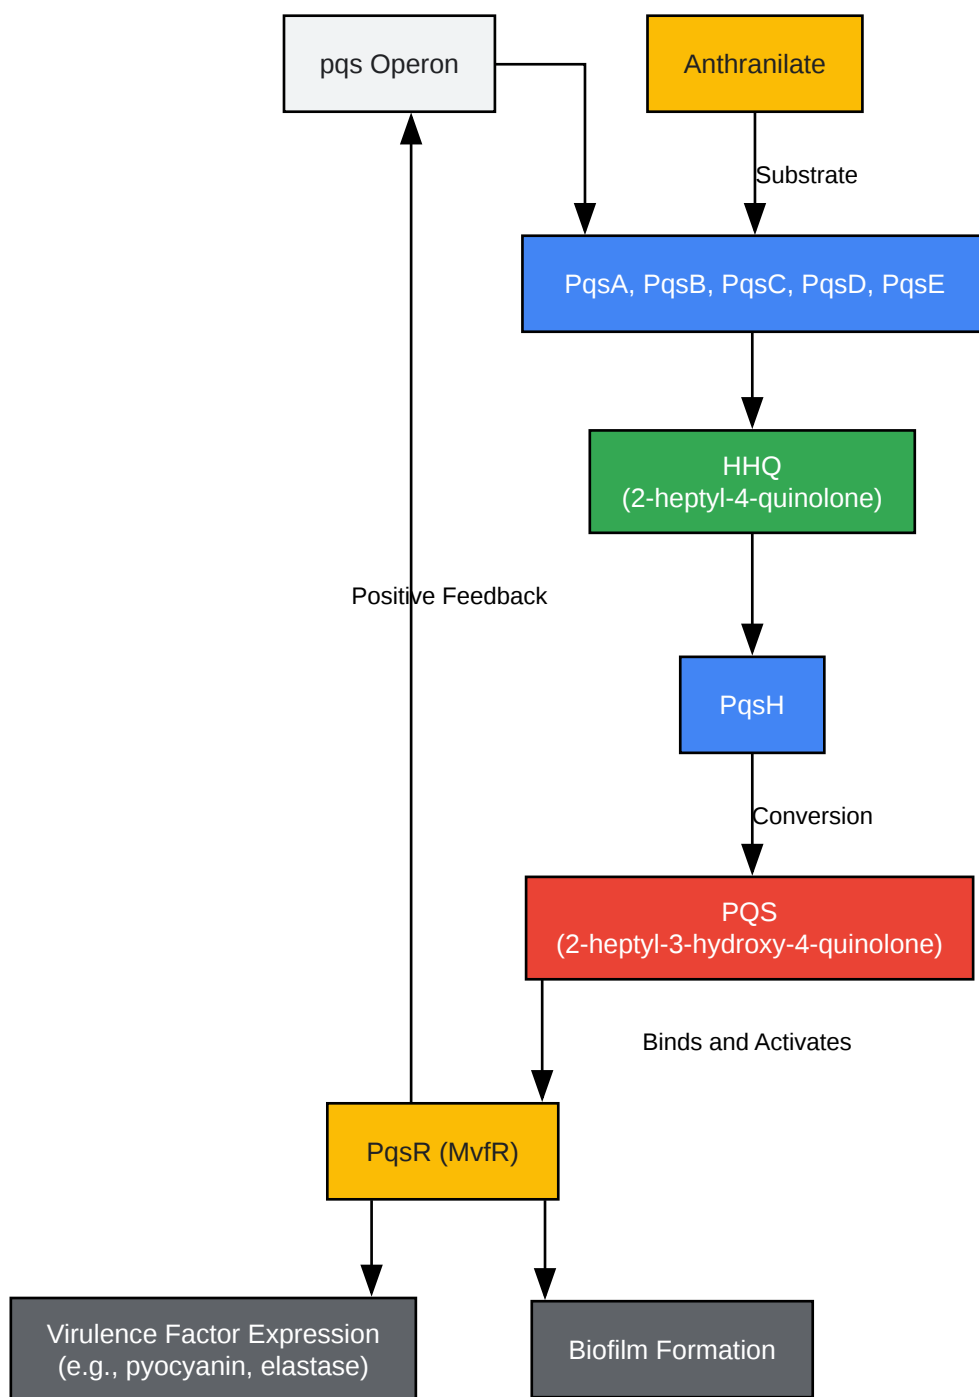 pqs Operon
Anthranilate
Substrate
PqsA, PqsB, PqsC, PqsD, PqsE
HHQ
(2-heptyl-4-quinolone)
Positive Feedback
PqsH
Conversion
PQS
(2-heptyl-3-hydroxy-4-quinolone)
Binds and Activates
PqsR (MvfR)
Virulence Factor Expression
(e.g., pyocyanin, elastase)
Biofilm Formation